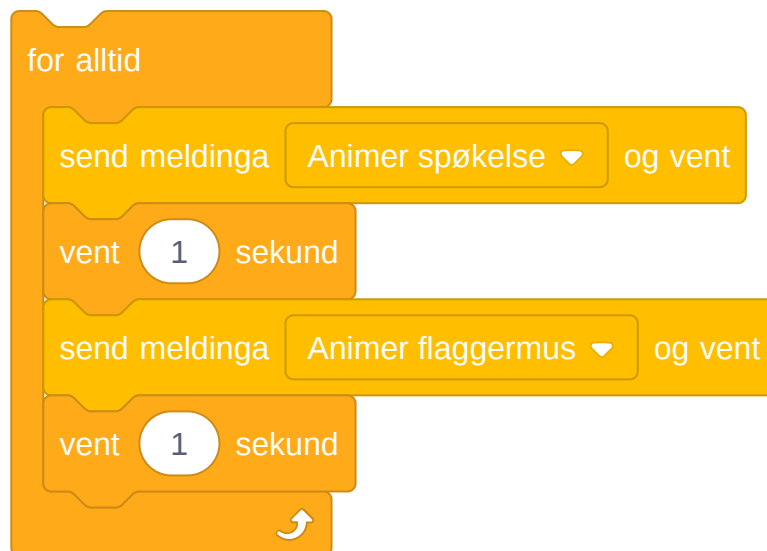 for alltid
send meldinga Animer spøkelse og vent
vent 1 sekund
send meldinga Animer flaggermus og vent
vent 1 sekund